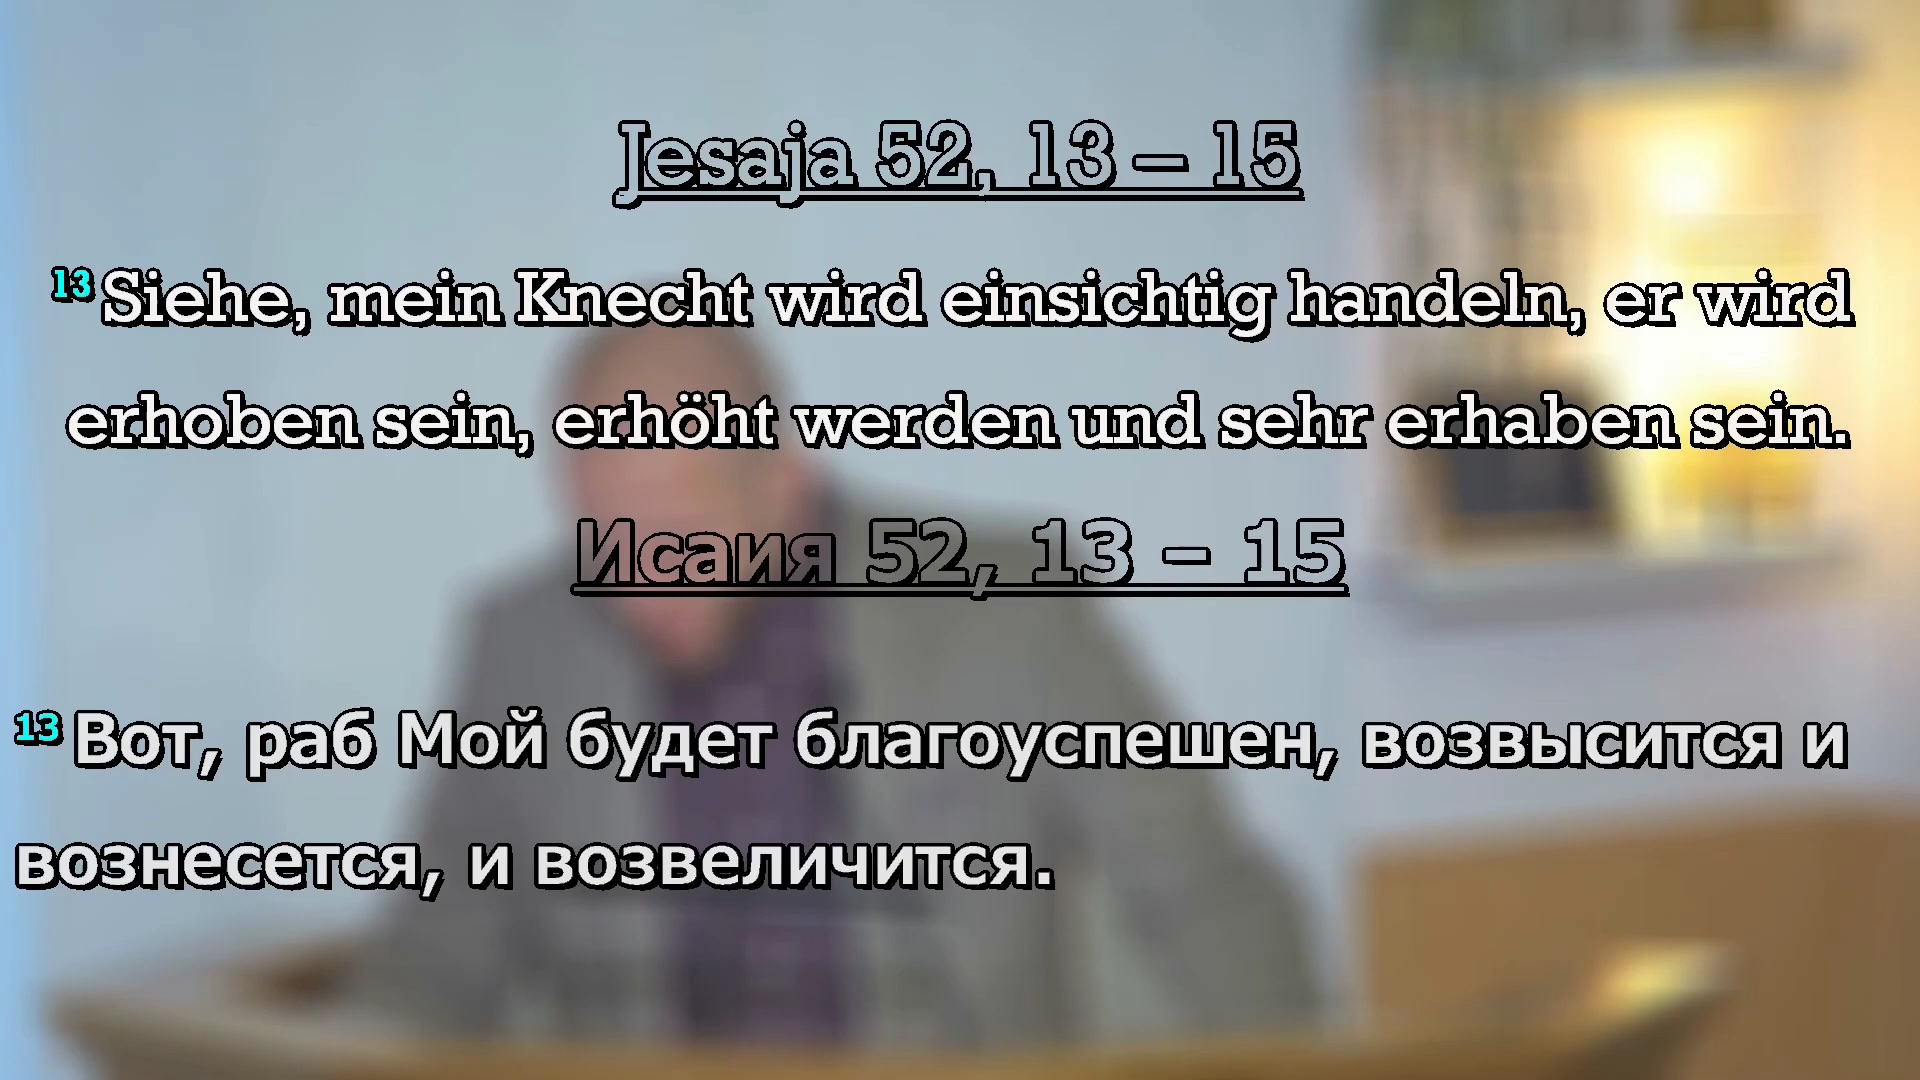 Jesaja 52, 13 – 15
13 Siehe, mein Knecht wird einsichtig handeln, er wird
erhoben sein, erhöht werden und sehr erhaben sein.
Исаия 52, 13 – 15
13 Вот, раб Мой будет благоуспешен, возвысится и
вознесется, и возвеличится.